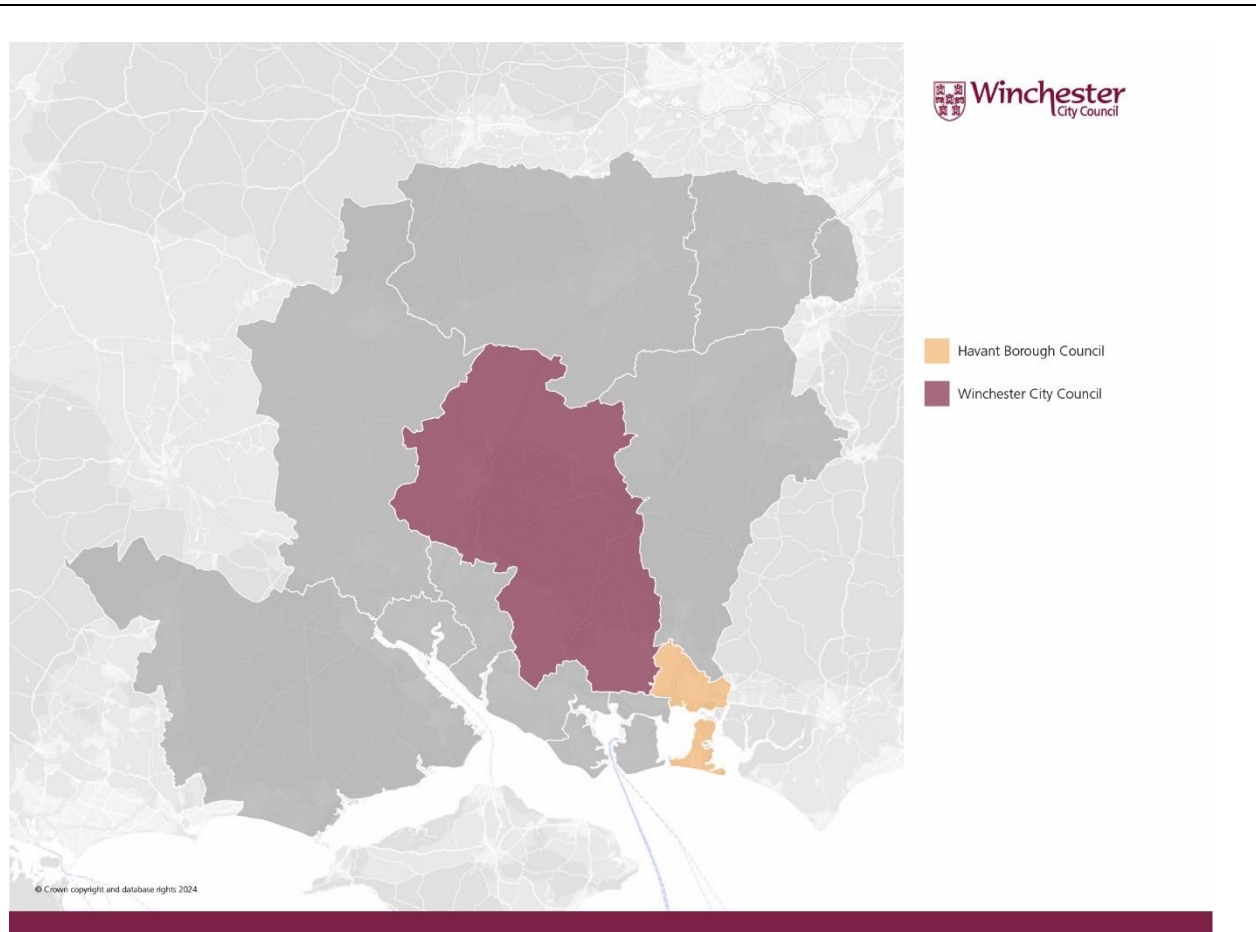 Winchester
City Council
Havant Borough Council
Winchester City Council
© Crown copyright and database rights 2024